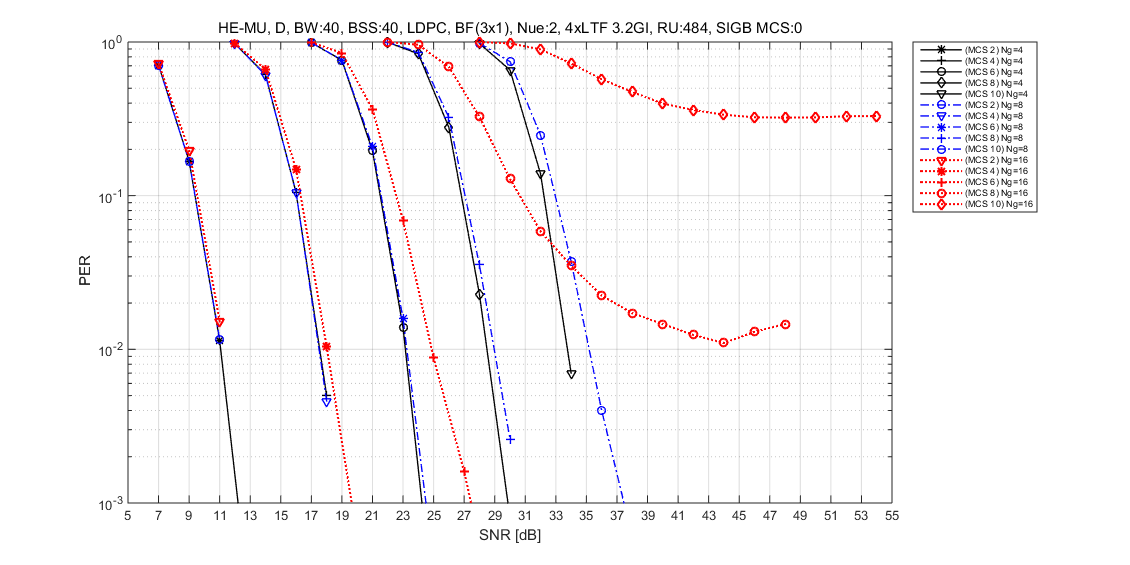 HE-MU, D, BW:40, BSS:40, LDPC, BF(3x1), Nue:2, 4xLTF 3.2GI, RU:484, SIGB MCS:0
10^0
10^-1
10^-2
10^-3
PER
5 7 9 11 13 15 17 19 21 23 25 27 29 31 33 35 37 39 41 43 45 47 49 51 53 55
SNR [dB]
(MCS 2) Ng=4
(MCS 4) Ng=4
(MCS 6) Ng=4
(MCS 8) Ng=4
(MCS 10) Ng=4
(MCS 2) Ng=8
(MCS 4) Ng=8
(MCS 6) Ng=8
(MCS 8) Ng=8
(MCS 10) Ng=8
(MCS 2) Ng=16
(MCS 4) Ng=16
(MCS 6) Ng=16
(MCS 8) Ng=16
(MCS 10) Ng=16